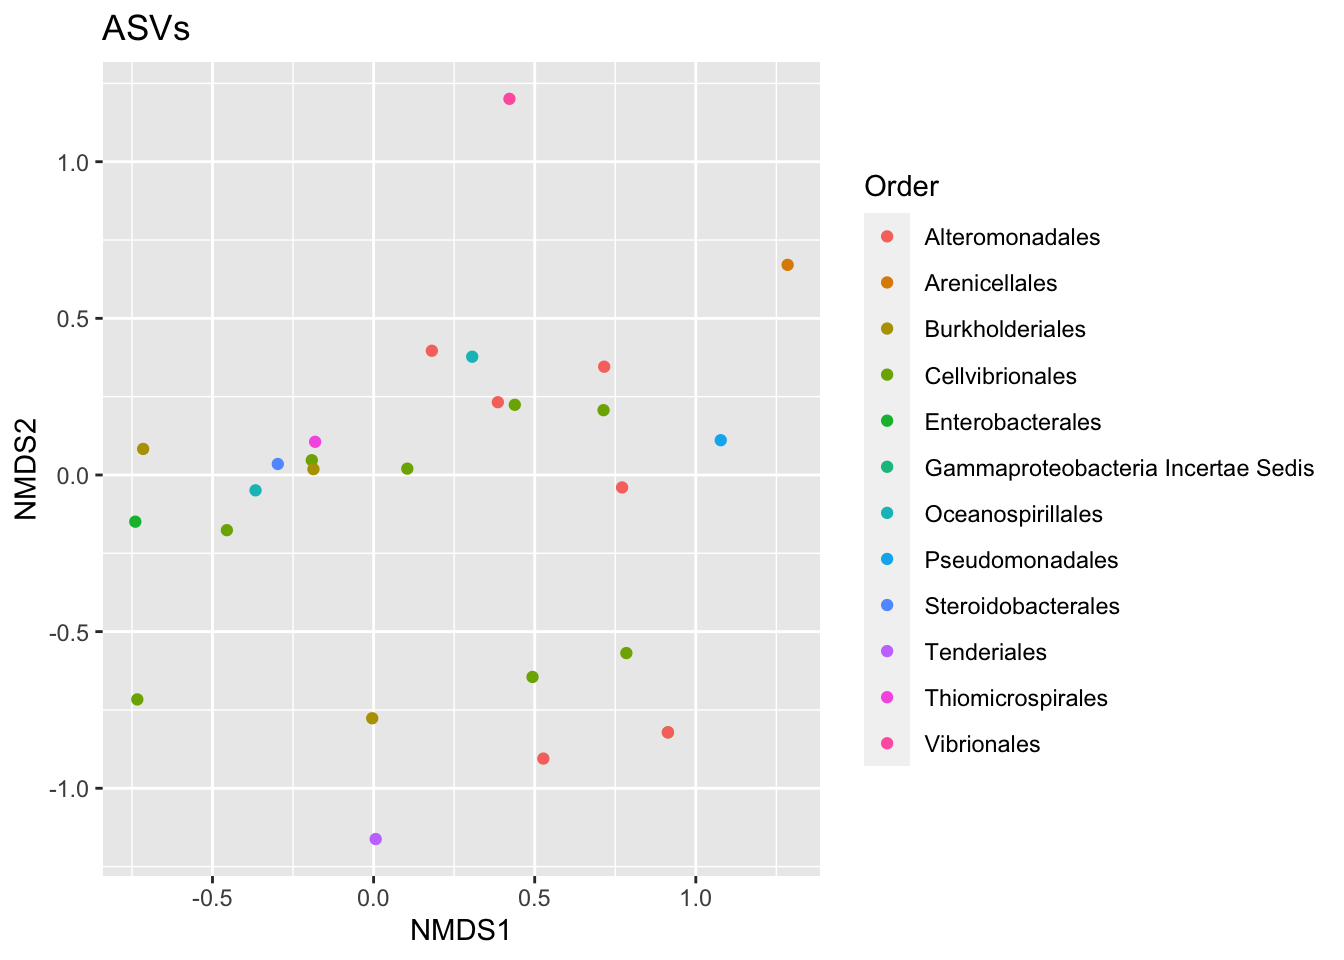 ASVs
1.0
0.5
0.0
-0.5
-1.0
NMDS2
-0.5
0.0
0.5
1.0
NMDS1
Order
Alteromonadales
Arenicellales
Burkholderiales
Cellvibrionales
Enterobacterales
Gammaproteobacteria Incertae Sedis
Oceanospirillales
Pseudomonadales
Steroidobacterales
Tenderiales
Thiomicrospirales
Vibrionales